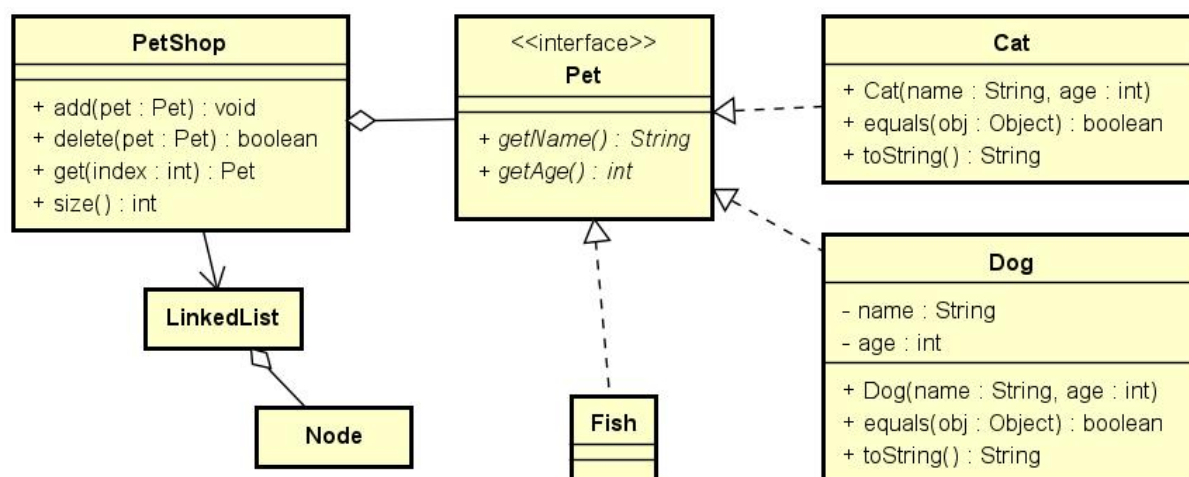 PetShop
+ add(pet : Pet) : void
+ delete(pet : Pet) : boolean
+ get(index : int) : Pet
+ size() : int
<<interface>>
Pet
+ getName() : String
+ getAge() : int
Cat
+ Cat(name : String, age : int)
+ equals(obj : Object) : boolean
+ toString() : String
LinkedList
Node
Fish
Dog
- name : String
- age : int
+ Dog(name : String, age : int)
+ equals(obj : Object) : boolean
+ toString() : String